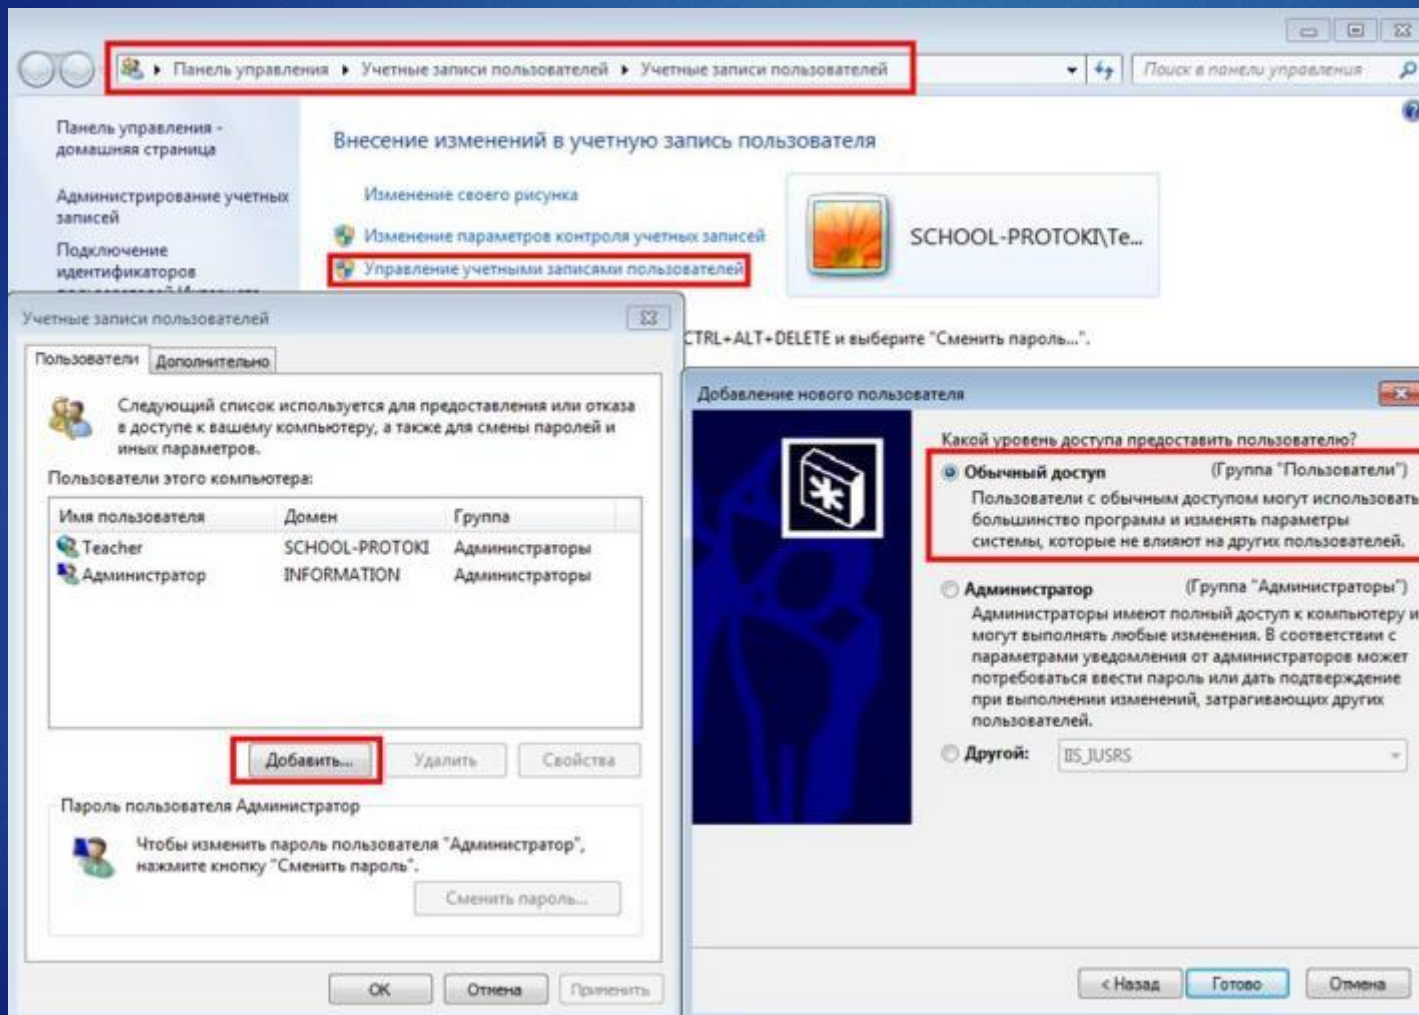 Панель управления Учетные записи пользователей Учетные записи пользователей
Поиск в панели управления
Панель управления -
домашняя страница
Администрирование учетных
записей
Подключение
идентификаторов
Внесение изменений в учетную запись пользователя
Изменение своего рисунка
Изменение параметров контроля учетных записей
Управление учетными записями пользователей
SCHOOL-PROTOKI\Te...
CTRL+ALT+DELETE и выберите "Сменить пароль...".
Учетные записи пользователей
Пользователи Дополнительно
Следующий список используется для предоставления или отказа
в доступе к вашему компьютеру, а также для смены паролей и
иных параметров.
Пользователи этого компьютера:
Имя пользователя Домен Группа
Teacher SCHOOL-PROTOKI Администраторы
Администратор INFORMATION Администраторы
Добавить... Удалить Свойства
Пароль пользователя Администратор
Чтобы изменить пароль пользователя "Администратор",
нажмите кнопку "Сменить пароль".
Сменить пароль...
OK Отмена Применить
Добавление нового пользователя
Какой уровень доступа предоставить пользователю?
Обычный доступ (Группа "Пользователи")
Пользователи с обычным доступом могут использовать
большинство программ и изменять параметры
системы, которые не влияют на других пользователей.
Администратор (Группа "Администраторы")
Администраторы имеют полный доступ к компьютеру и
могут выполнять любые изменения. В соответствии с
параметрами уведомления от администраторов может
потребоваться ввести пароль или дать подтверждение
при выполнении изменений, затрагивающих других
пользователей.
Другой: IIS_IUSRS
< Назад Готово Отмена